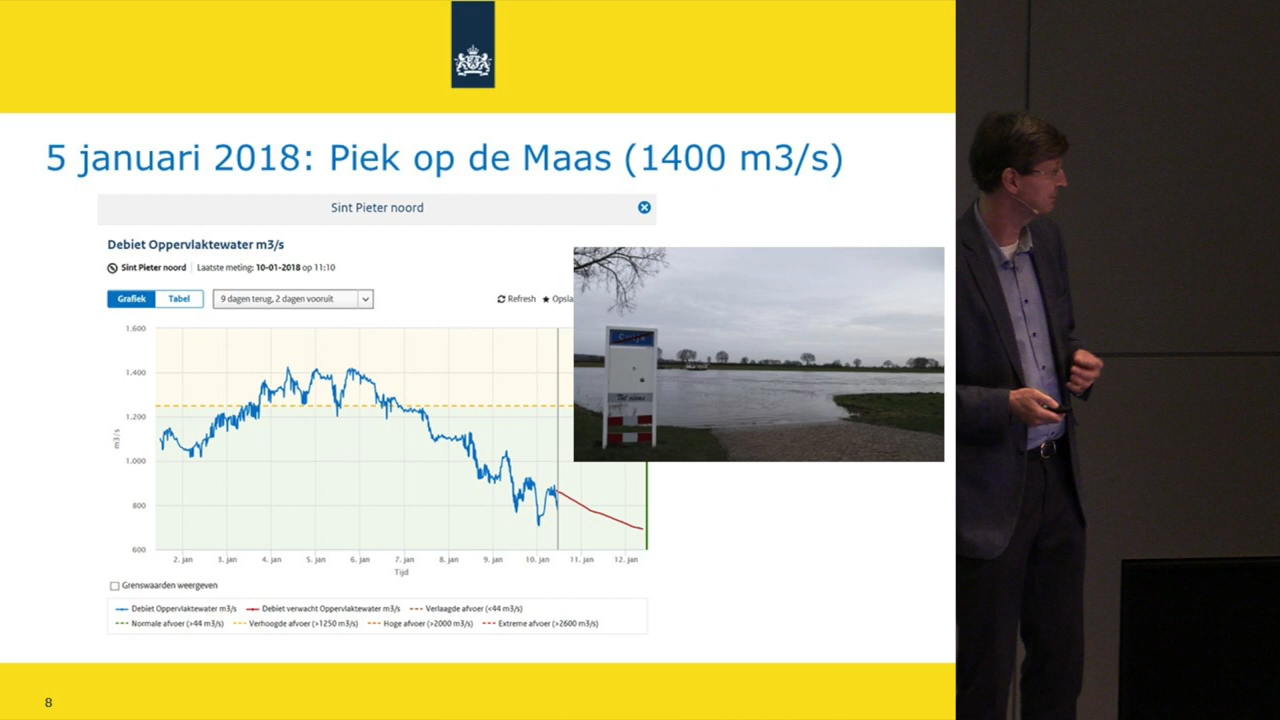 5 januari 2018: Piek op de Maas (1400 m3/s)
Sint Pieter noord
Debiet Oppervlaktewater m3/s
Sint Pieter noord Laatste meting: 10-01-2018 op 11:10
Grafiek Tabel 9 dagen terug, 2 dagen vooruit Refresh Opsla
1.600
1.400
1.200
1.000
800
600
m3/s
2. jan 3. jan 4. jan 5. jan 6. jan 7. jan 8. jan 9. jan 10. jan 11. jan 12. jan
Tijd
Grenswaarden weergeven
Debiet Oppervlaktewater m3/s Debiet verwacht Oppervlaktewater m3/s Verlaagde afvoer (<44 m3/s)
Normale afvoer (>44 m3/s) Verhoogde afvoer (>1250 m3/s) Hoge afvoer (>2000 m3/s) Extreme afvoer (>2600 m3/s)
Cuijk
8